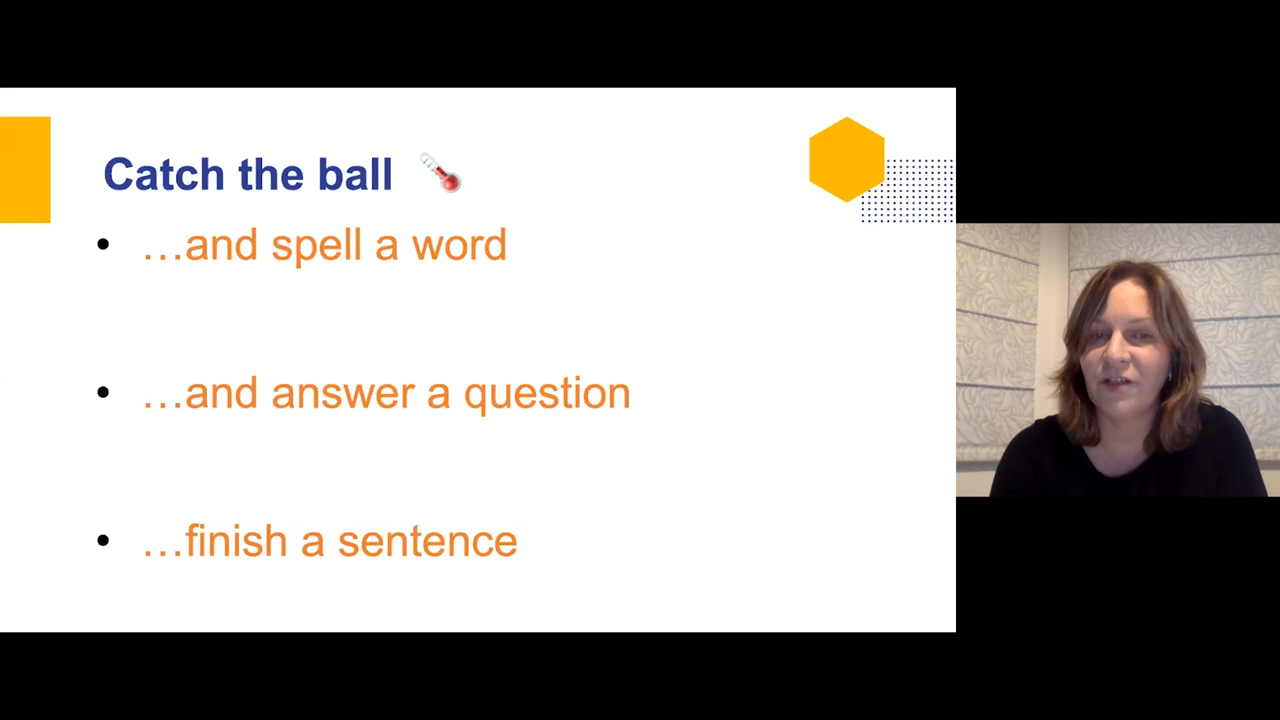 Catch the ball
…and spell a word
…and answer a question
…finish a sentence